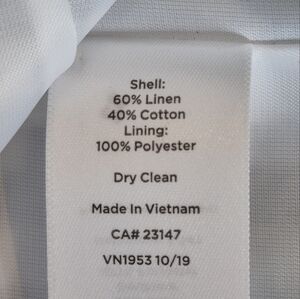 Shell:
60% Linen
40% Cotton
Lining:
100% Polyester
Dry Clean
Made In Vietnam
CA# 23147
VN1953 10/19